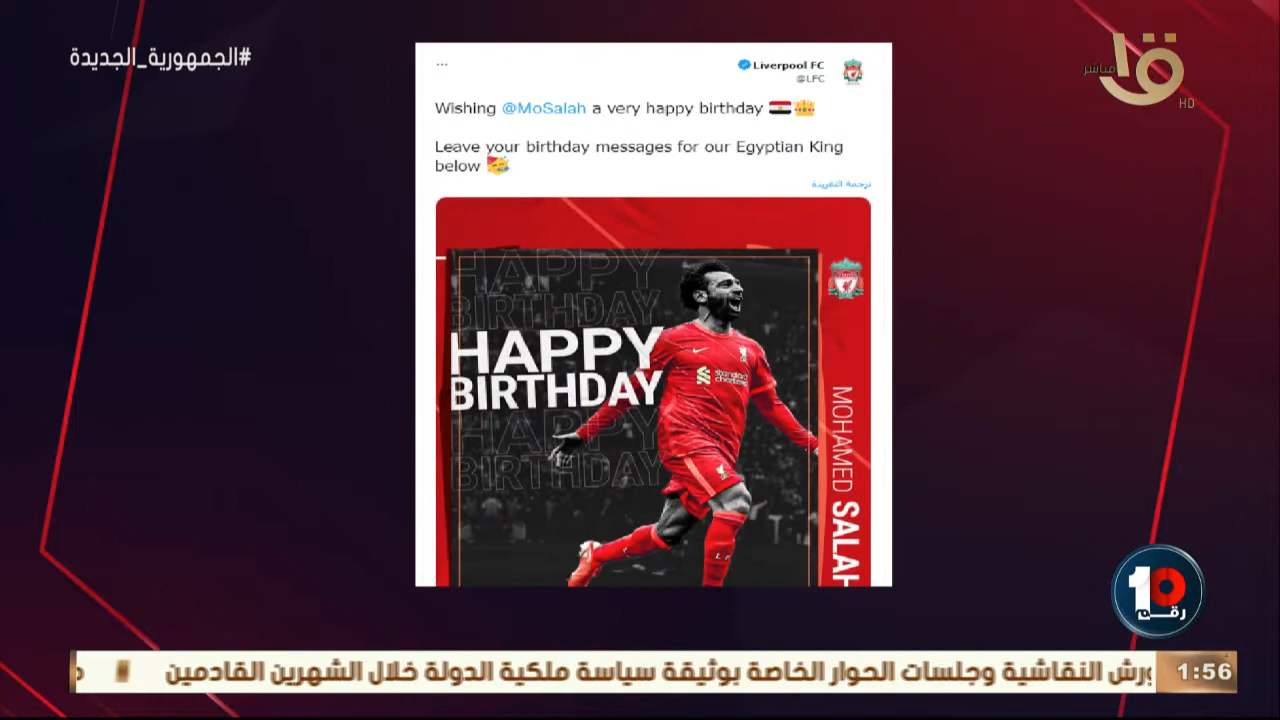 #الجمهورية_الجديدة
مباشر
HD
Liverpool FC
@LFC
Wishing @MoSalah a very happy birthday
Leave your birthday messages for our Egyptian King
below
ترجمة التغريدة
HAPPY
BIRTHDAY
HAPPY
BIRTHDAY
HAPPY
BIRTHDAY
MOHAMED SALAH
standard
chartered
10
رقم
النقاشية وجلسات الحوار الخاصة بوثيقة سياسة ملكية الدولة خلال الشهرين القادمين
1:56